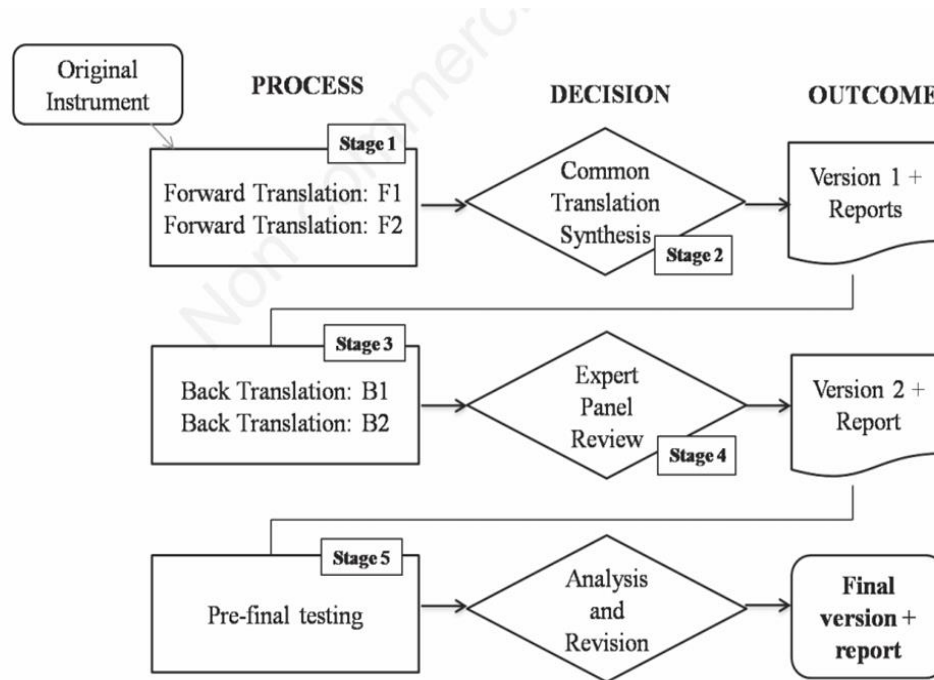 Original
Instrument
PROCESS
DECISION
OUTCOME
Stage 1
Forward Translation: F1
Forward Translation: F2
Common
Translation
Synthesis
Stage 2
Version 1 +
Reports
Stage 3
Back Translation: B1
Back Translation: B2
Expert
Panel
Review
Stage 4
Version 2 +
Report
Stage 5
Pre-final testing
Analysis
and
Revision
Final
version +
report
Non Commerc